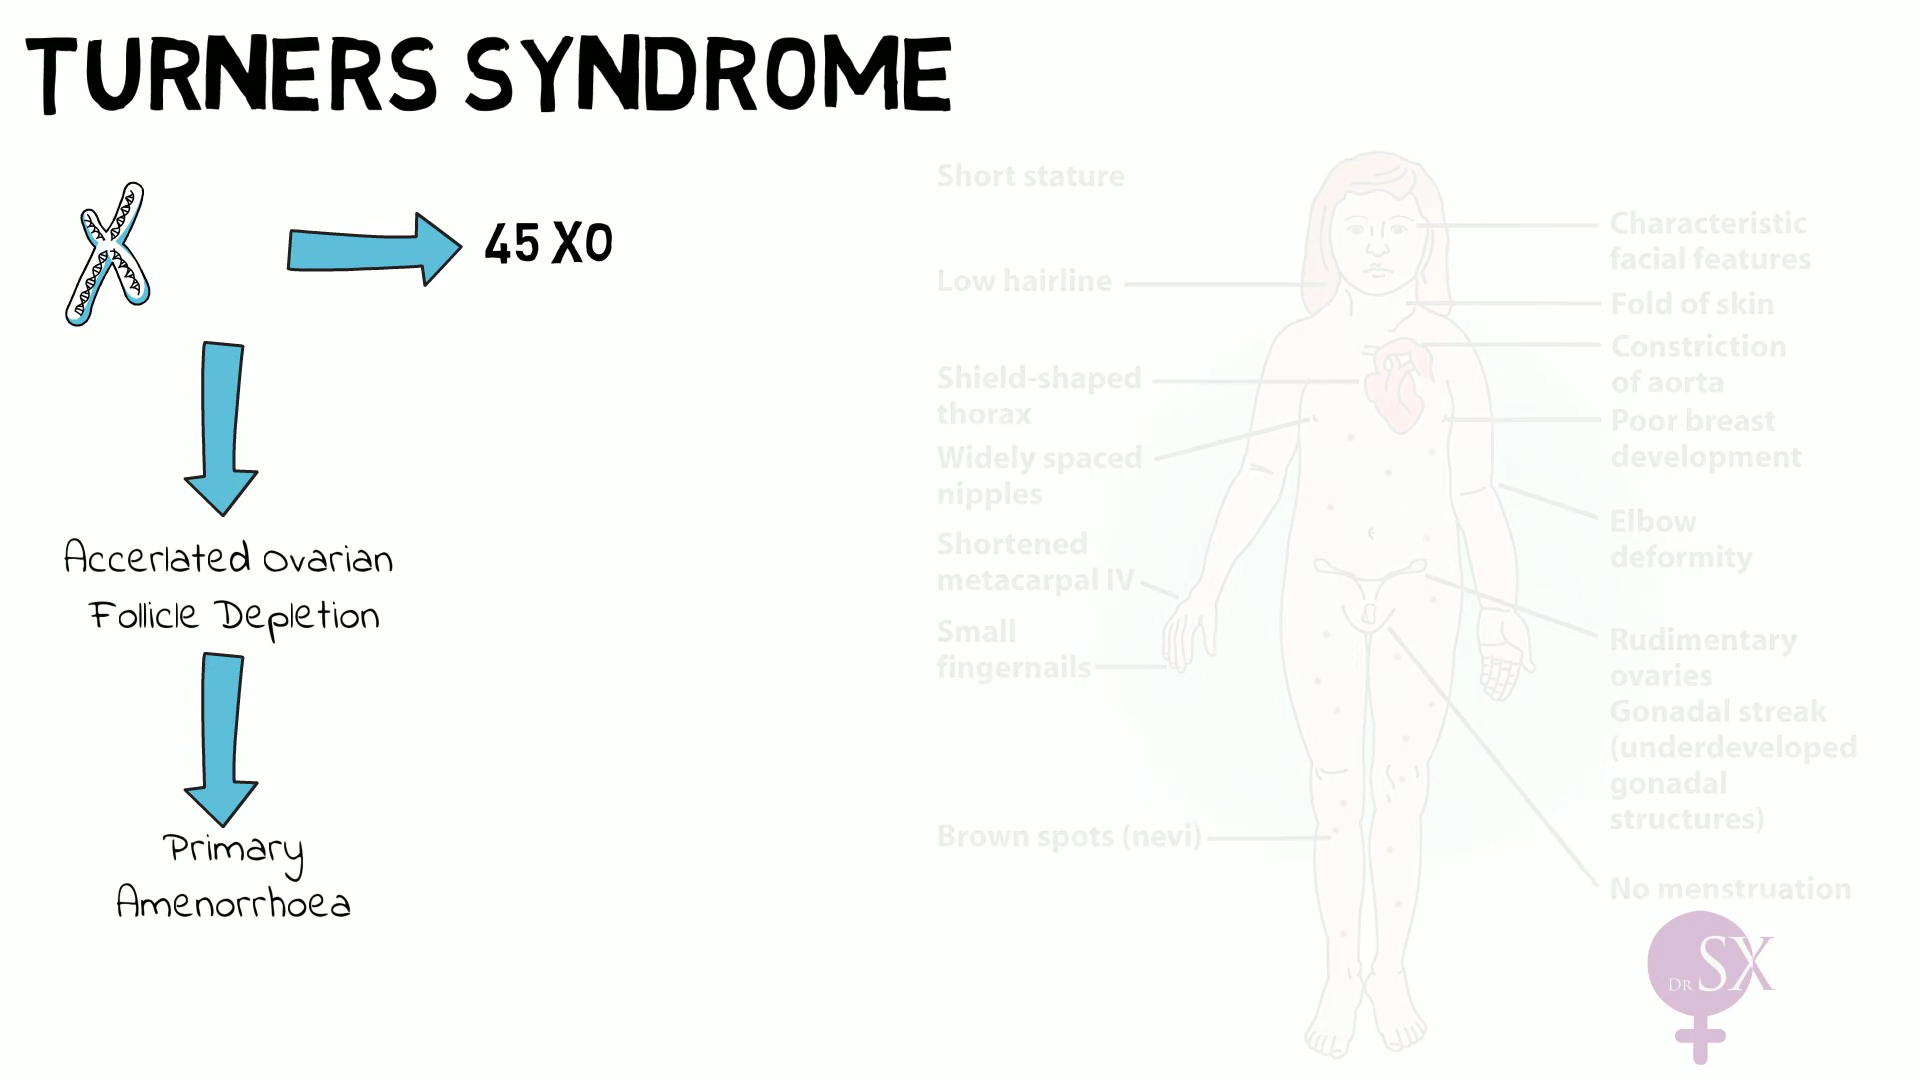 TURNERS SYNDROME
45 XO
Accerlated Ovarian
Follicle Depletion
Primary
Amenorrhoea
Short stature
Low hairline
Shield-shaped
thorax
Widely spaced
nipples
Shortened
metacarpal IV
Small
fingernails
Brown spots (nevi)
Characteristic
facial features
Fold of skin
Constriction
of aorta
Poor breast
development
Elbow
deformity
Rudimentary
ovaries
Gonadal streak
(underdeveloped
gonadal
structures)
No menstruation
DR SX